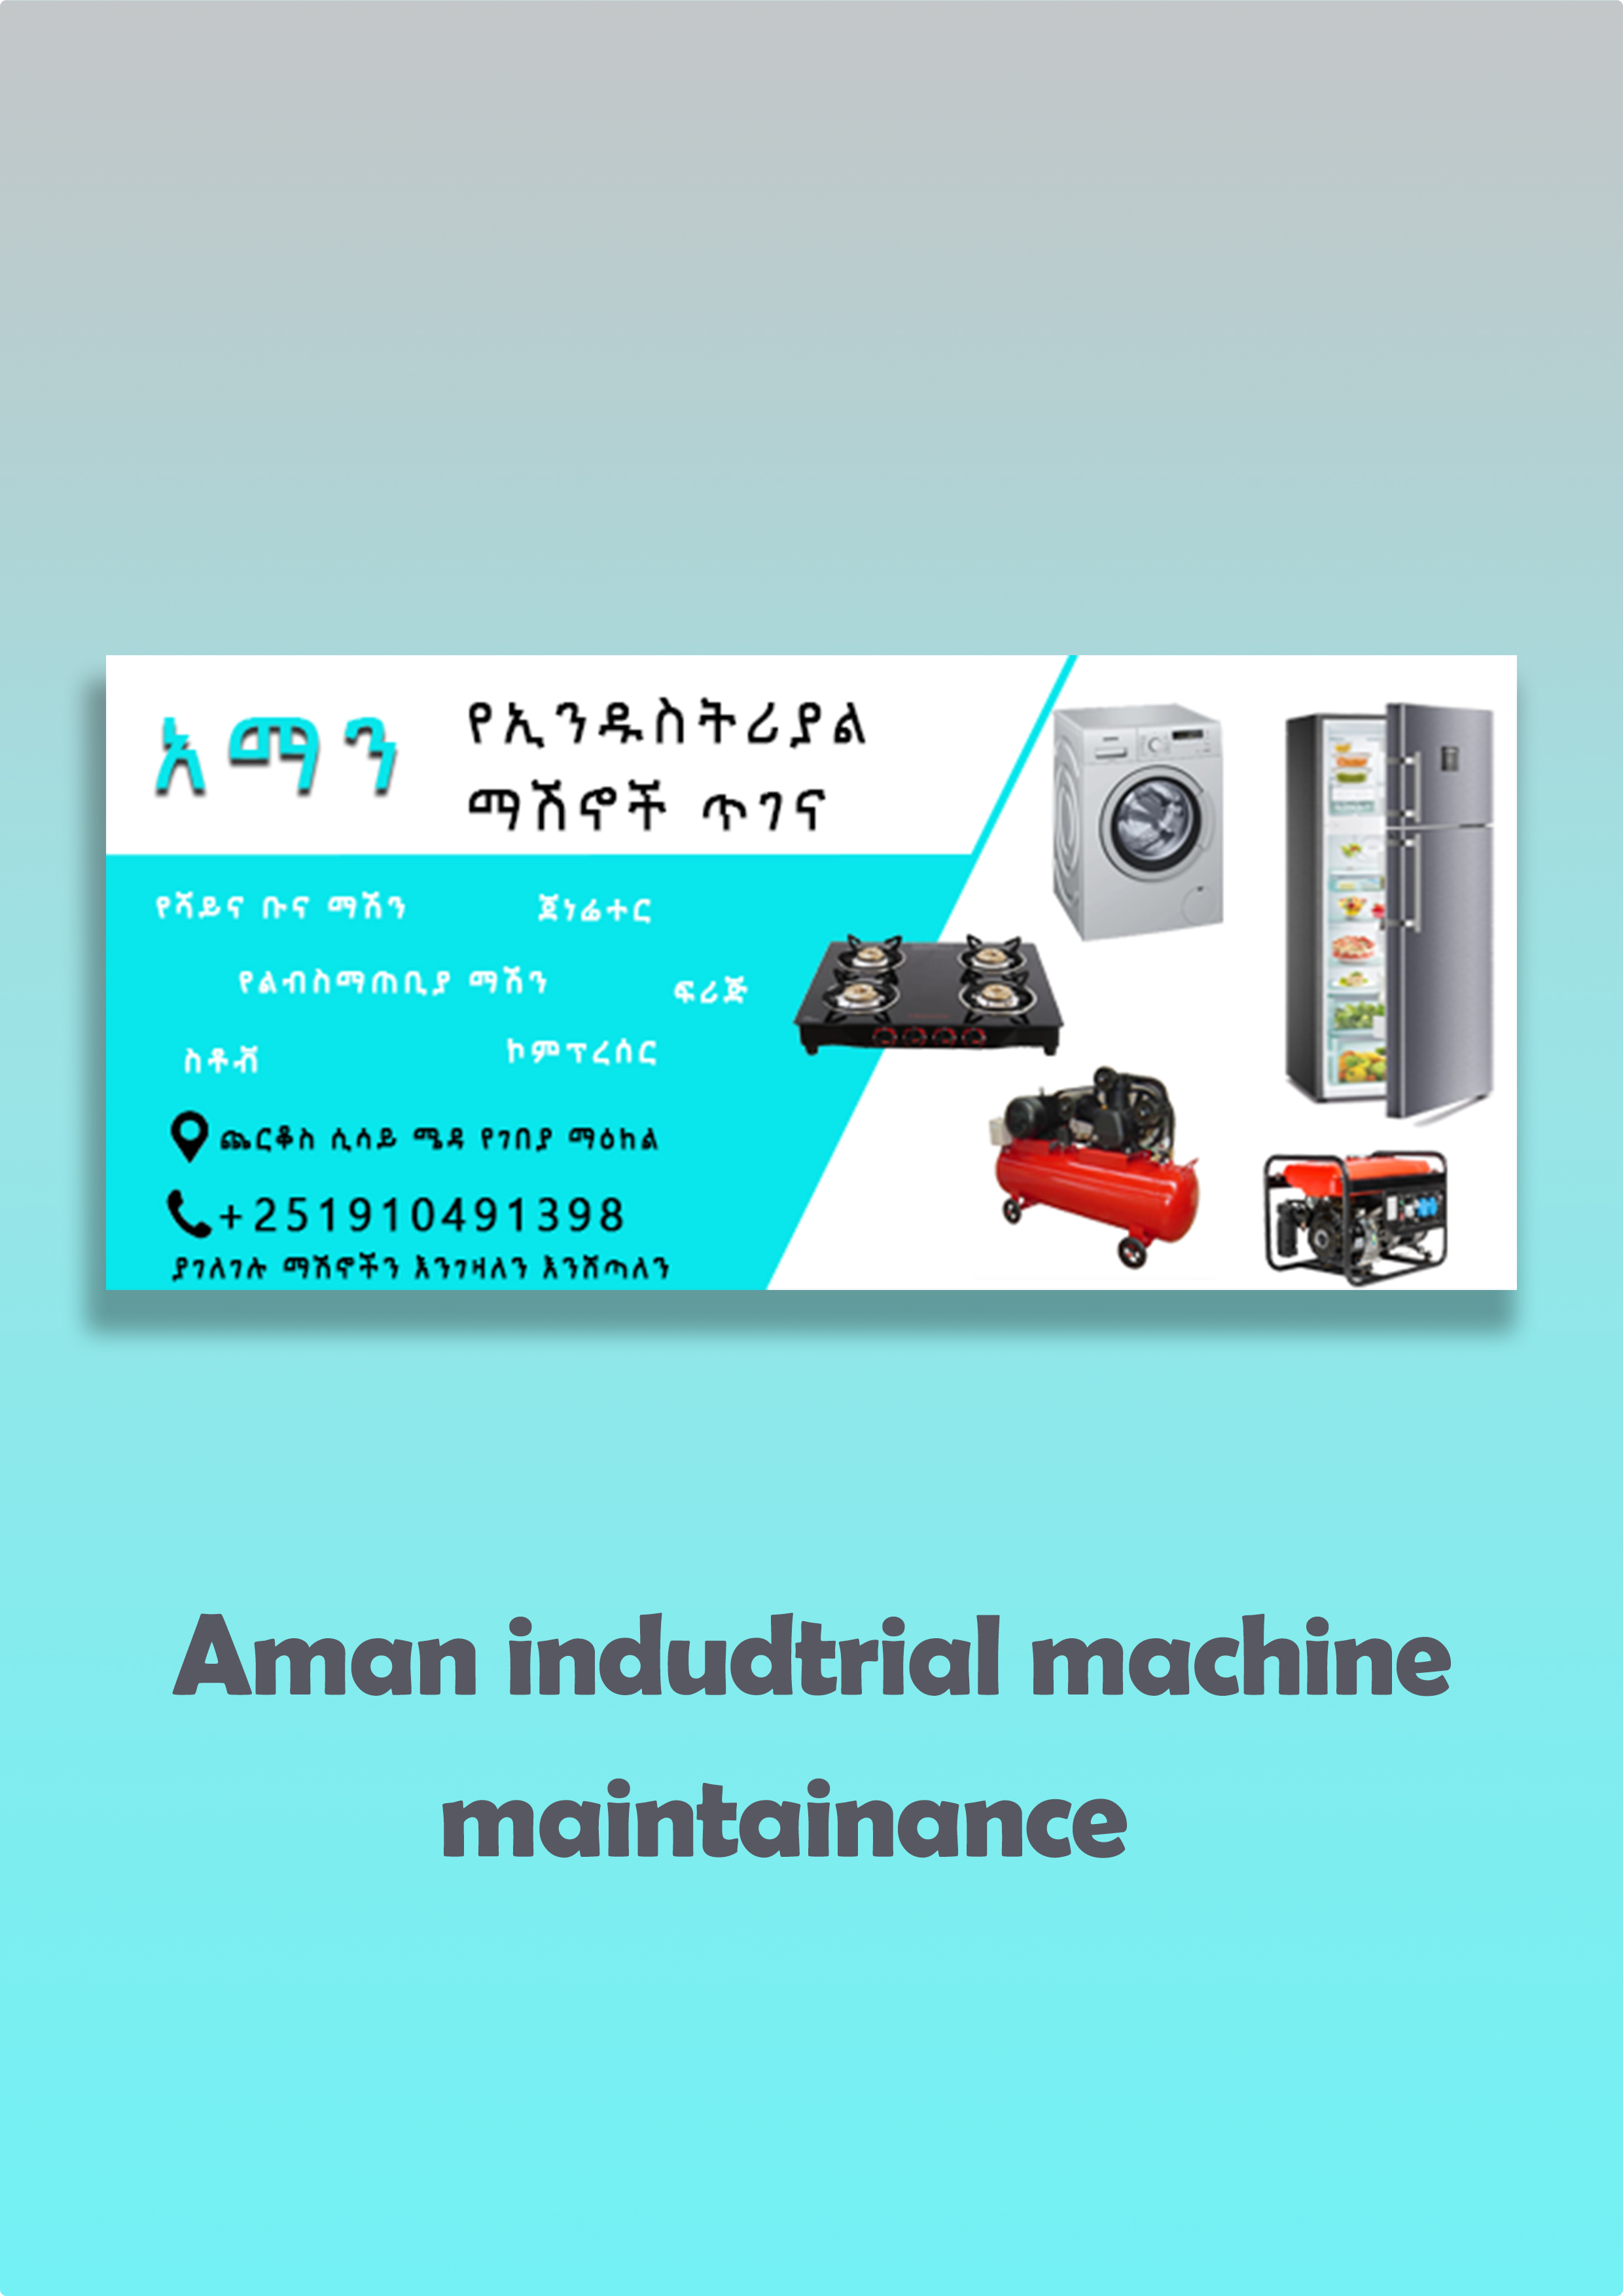 አማን
የኢንዱስትሪያል
ማሽኖች ጥገና
የሻይና ቡና ማሽን
ጀነሬተር
የልብስማጠቢያ ማሽን
ፍሪጅ
ስቶቭ
ኮምፕረሰር
ጨርቆስ ሲሳይ ሜዳ የገበያ ማዕከል
+251910491398
ያገለገሉ ማሽኖችን እንገዛለን እንሸጣለን
Aman indudtrial machine
maintainance